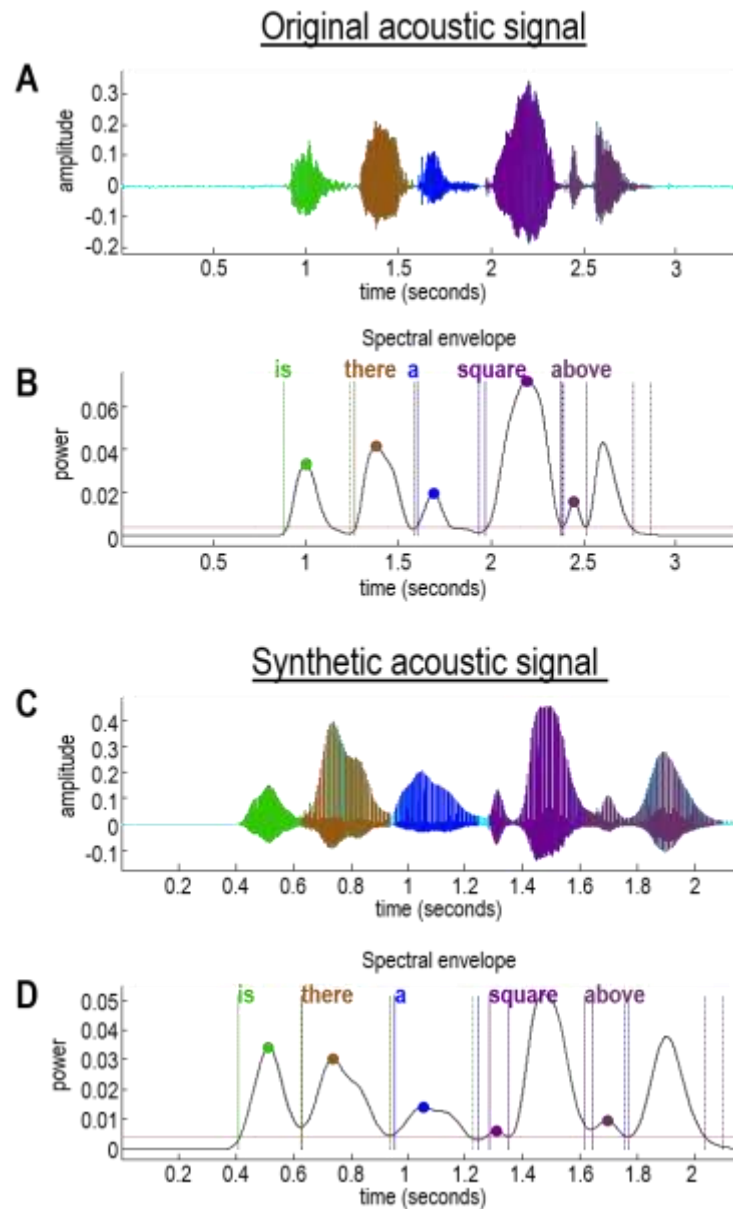 Original acoustic signal
A
amplitude
0.3
0.2
0.1
0
-0.1
-0.2
0.5 1 1.5 2 2.5 3
time (seconds)
Spectral envelope
B
is there a square above
power
0.06
0.04
0.02
0
0.5 1 1.5 2 2.5 3
time (seconds)
Synthetic acoustic signal
C
amplitude
0.4
0.3
0.2
0.1
0
-0.1
0.2 0.4 0.6 0.8 1 1.2 1.4 1.6 1.8 2
time (seconds)
Spectral envelope
D
is there a square above
power
0.05
0.04
0.03
0.02
0.01
0
0.2 0.4 0.6 0.8 1 1.2 1.4 1.6 1.8 2
time (seconds)